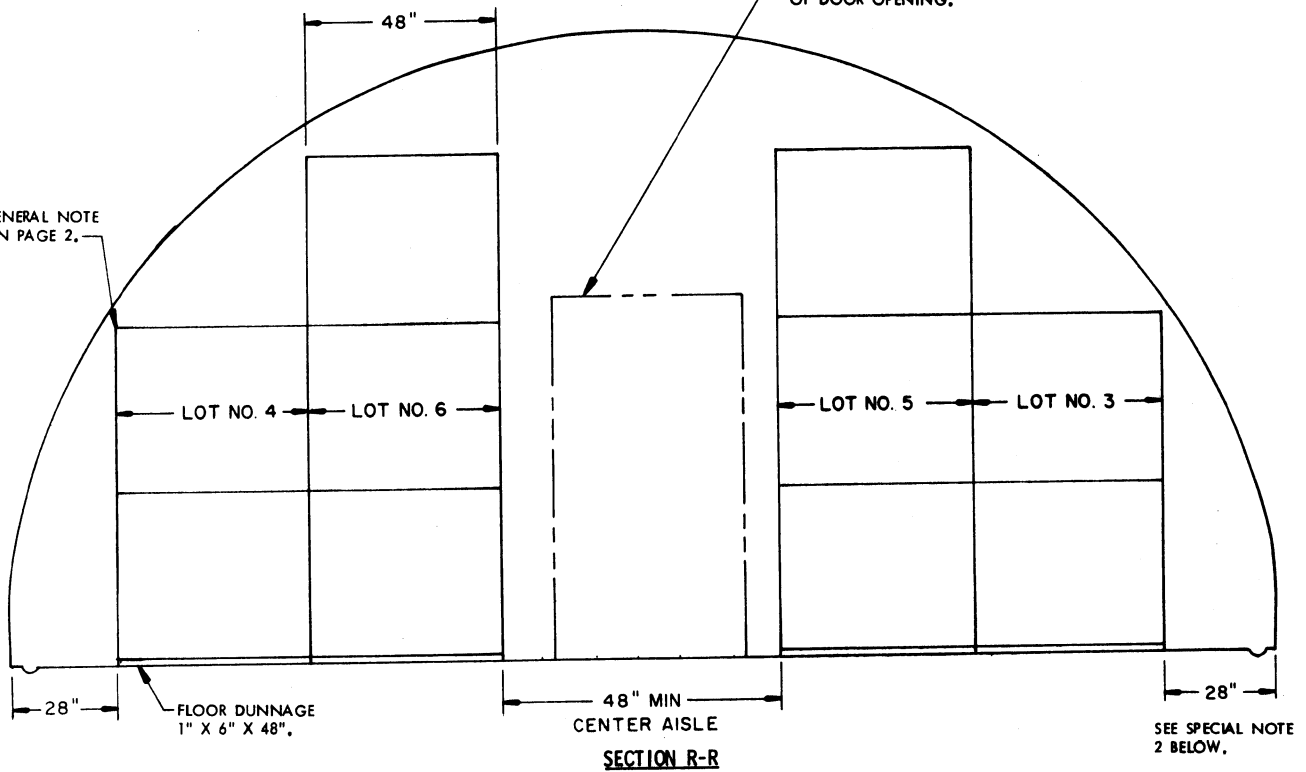 OF DOOR OPENING.
48"
ENERAL NOTE
N PAGE 2.
LOT NO. 4
LOT NO. 6
LOT NO. 5
LOT NO. 3
28"
FLOOR DUNNAGE
1" X 6" X 48".
48" MIN
CENTER AISLE
SECTION R-R
28"
SEE SPECIAL NOTE
2 BELOW.